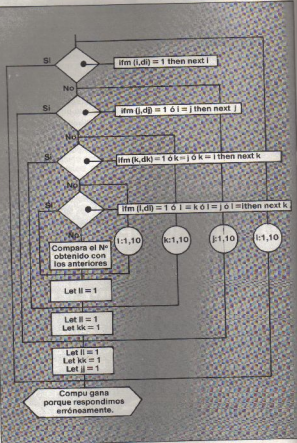 Si
ifm (i,di) = 1 then next i
No
Si
ifm (j,dj) = 1 ó i = j then next j
No
Si
ifm (k,dk) = 1 ó k = j ó k = i then next k
No
Si
ifm (l,dl) = 1 ó l = k ó l = j ó l = i then next k
No
Compara el Nº
obtenido con
los anteriores
l:1,10
k:1,10
j:1,10
i:1,10
Let ll = 1
Let ll = 1
Let kk = 1
Let ll = 1
Let kk = 1
Let jj = 1
Compu gana
porque respondimos
erróneamente.